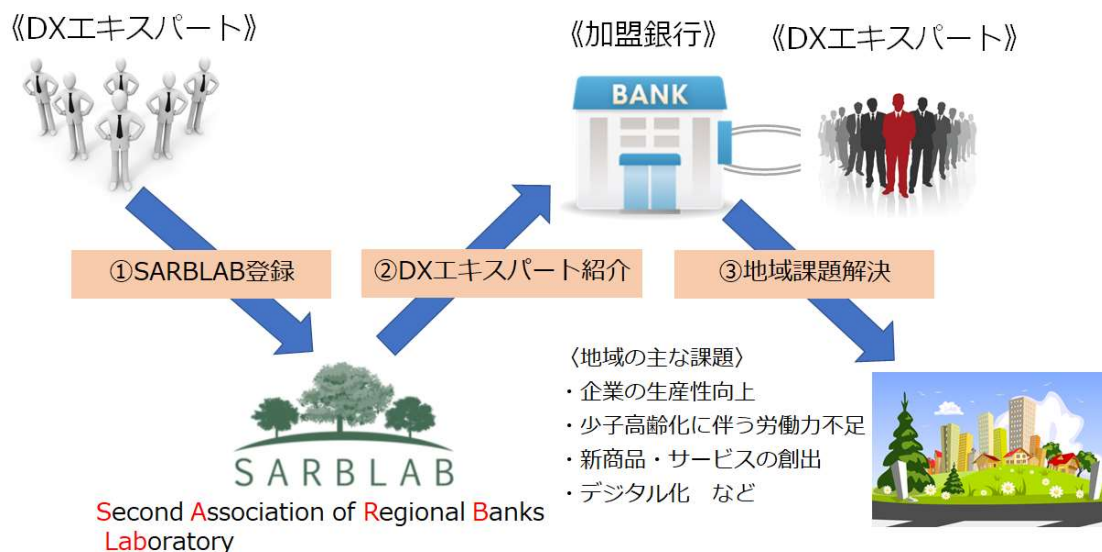 《DXエキスパート》
《加盟銀行》
《DXエキスパート》
BANK
①SARBLAB登録
②DXエキスパート紹介
③地域課題解決
SARBLAB
Second Association of Regional Banks
Laboratory
〈地域の主な課題〉
・企業の生産性向上
・少子高齢化に伴う労働力不足
・新商品・サービスの創出
・デジタル化　など